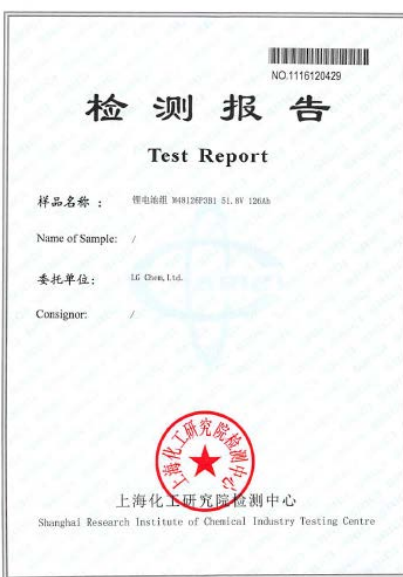 NO.1116120429
检测报告
Test Report
样品名称： 锂电池组 M48126P3B1 51.8V 126Ah
Name of Sample: /
委托单位： LG Chem, Ltd.
Consignor: /
上海化工研究院检测中心
上海化工研究院检测中心
Shanghai Research Institute of Chemical Industry Testing Centre